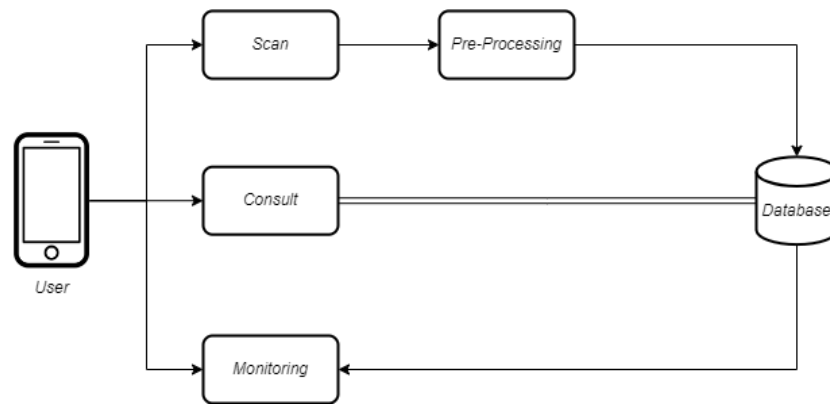 Scan
Pre-Processing
Consult
Database
User
Monitoring